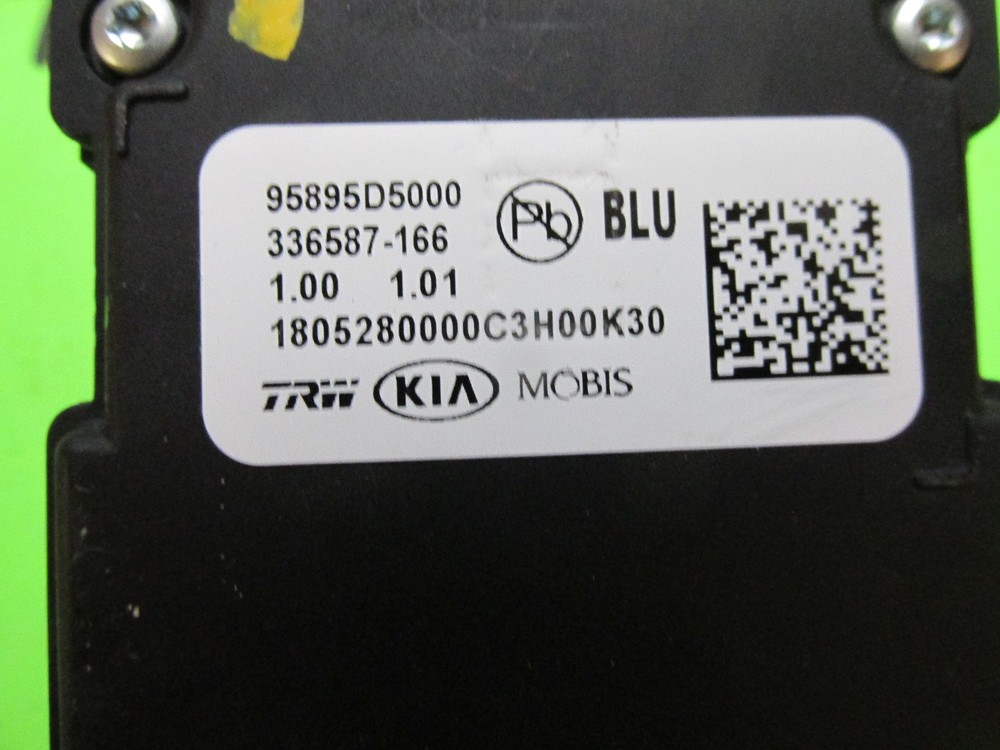 95895D5000
336587-166
Pb BLU
1.00 1.01
1805280000C3H00K30
TRW KIA MOBIS